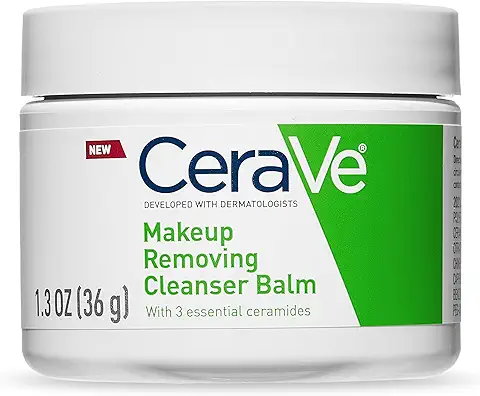 NEW
CeraVe®
DEVELOPED WITH DERMATOLOGISTS
Makeup
Removing
Cleanser Balm
With 3 essential ceramides
1.3 OZ (36 g)